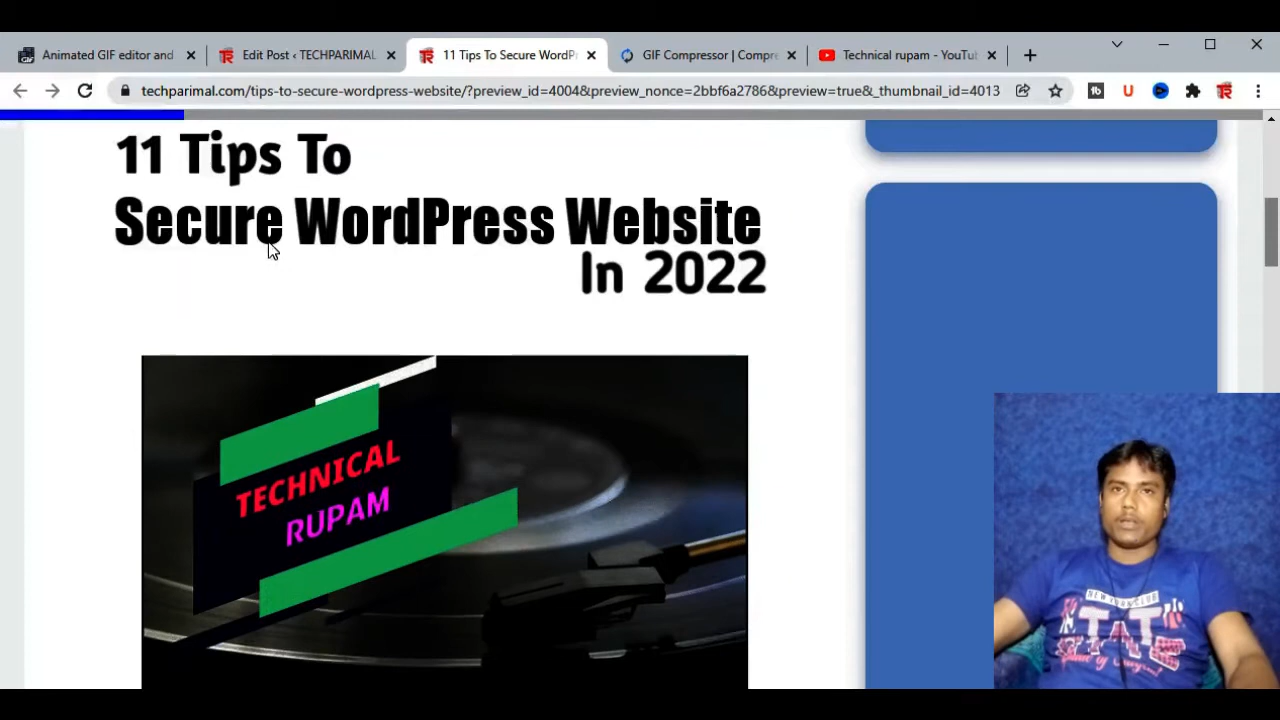 Animated GIF editor and
Edit Post ‹ TECHPARIMAL
11 Tips To Secure WordPr
GIF Compressor | Compre
Technical rupam - YouTu
techparimal.com/tips-to-secure-wordpress-website/?preview_id=4004&preview_nonce=2bbf6a2786&preview=true&_thumbnail_id=4013
11 Tips To
Secure WordPress Website
In 2022
TECHNICAL
RUPAM